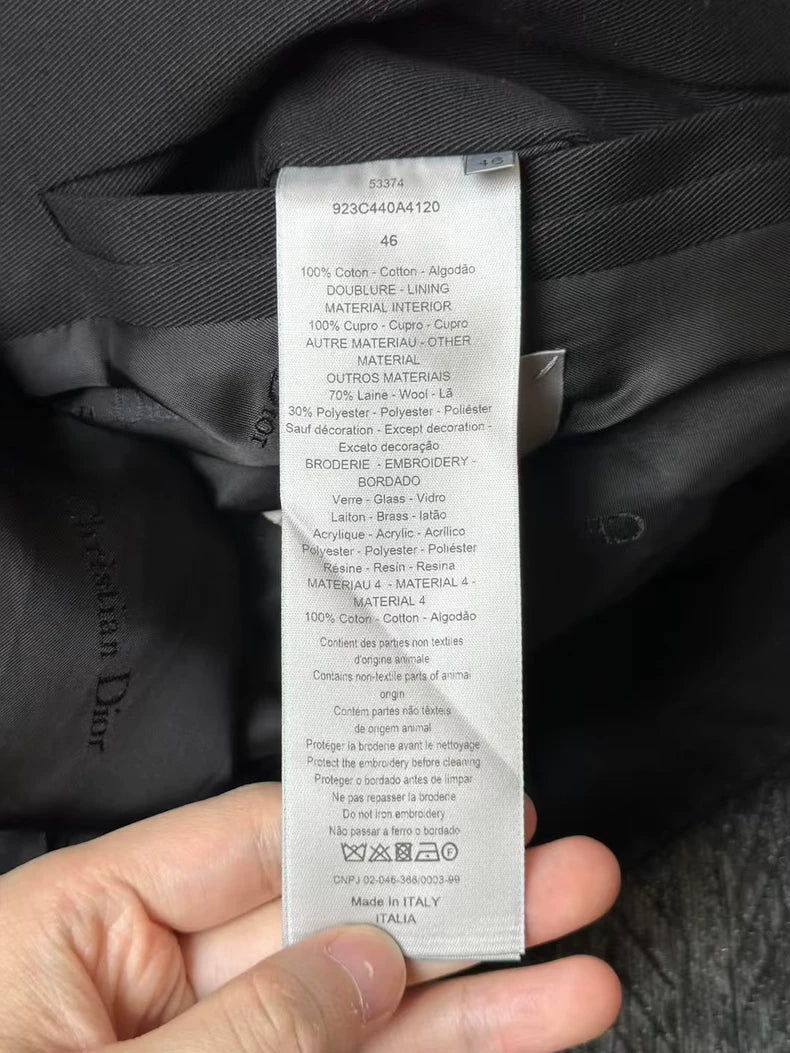 46
53374
923C440A4120
46
100% Coton - Cotton - Algodão
DOUBLURE - LINING
MATERIAL INTERIOR
100% Cupro - Cupro - Cupro
AUTRE MATERIAU - OTHER
MATERIAL
OUTROS MATERIAIS
70% Laine - Wool - Lã
30% Polyester - Polyester - Poliéster
Sauf décoration - Except decoration -
Exceto decoração
BRODERIE - EMBROIDERY -
BORDADO
Verre - Glass - Vidro
Laiton - Brass - latão
Acrylique - Acrylic - Acrílico
Polyester - Polyester - Poliéster
Résine - Resin - Resina
MATERIAU 4 - MATERIAL 4 -
MATERIAL 4
100% Coton - Cotton - Algodão
Contient des parties non textiles
d'origine animale
Contains non-textile parts of animal
origin
Contém partes não têxteis
de origem animal
Protéger la broderie avant le nettoyage
Protect the embroidery before cleaning
Proteger o bordado antes de limpar
Ne pas repasser la broderie
Do not iron embroidery
Não passar a ferro o bordado
F
CNPJ 02-046-366/0003-99
Made in ITALY
ITALIA
Christian Dior
Dior